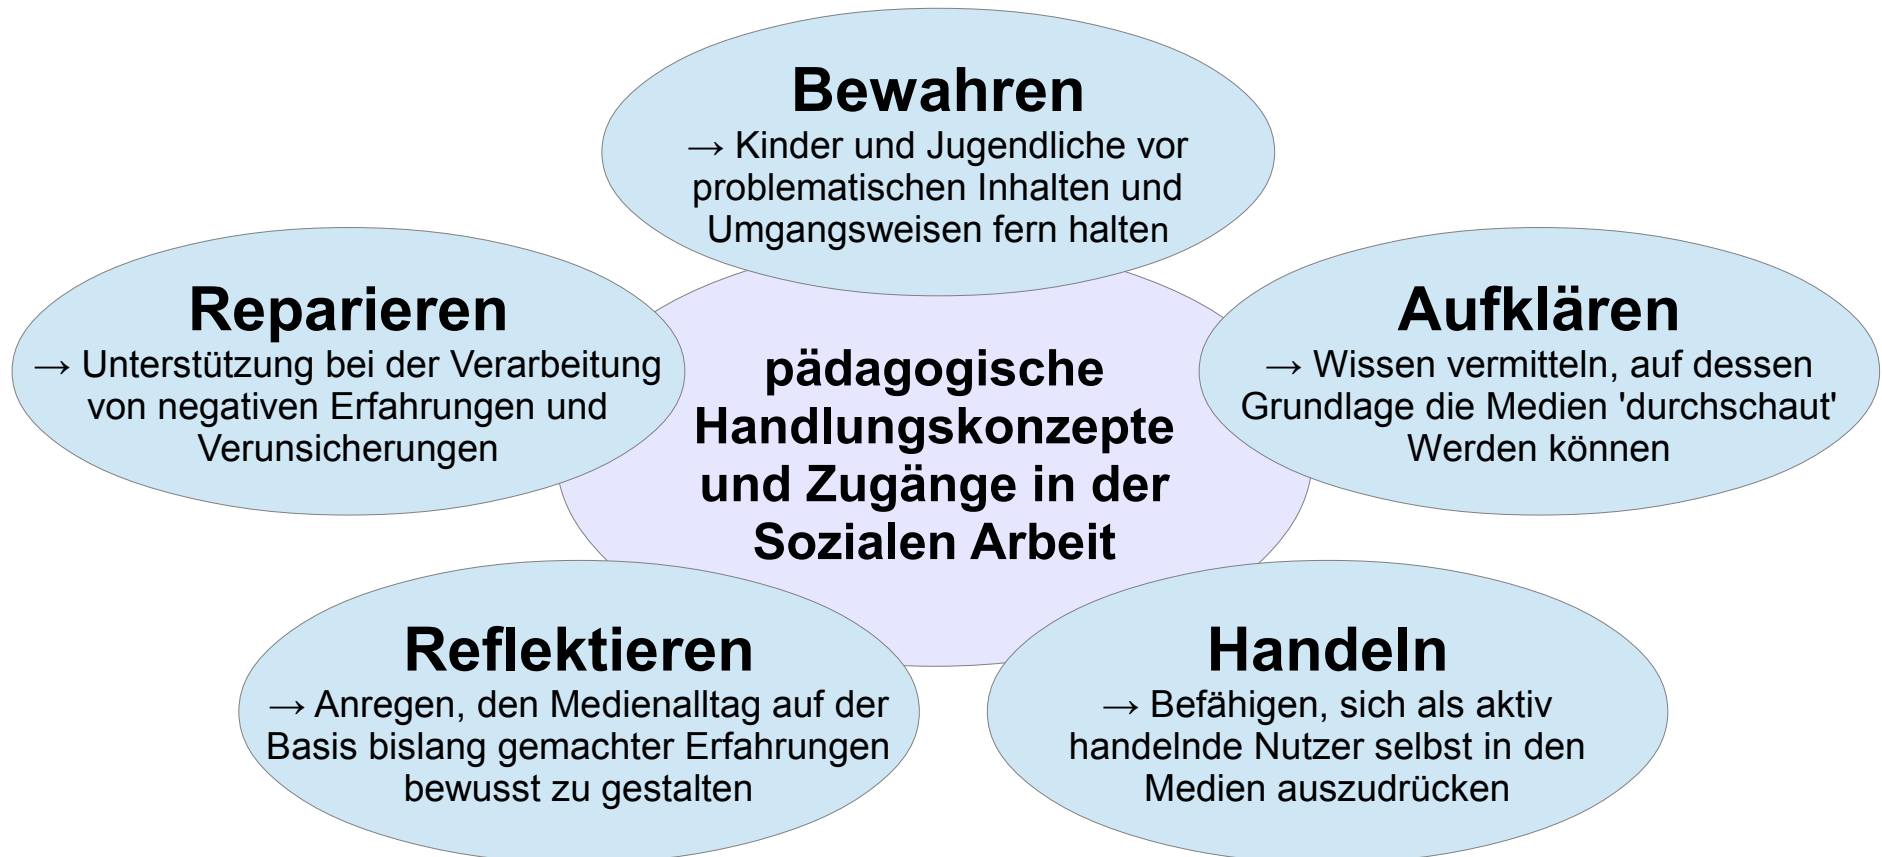 Bewahren
→ Kinder und Jugendliche vor
problematischen Inhalten und
Umgangsweisen fern halten
Reparieren
→ Unterstützung bei der Verarbeitung
von negativen Erfahrungen und
Verunsicherungen
pädagogische
Handlungskonzepte
und Zugänge in der
Sozialen Arbeit
Aufklären
→ Wissen vermitteln, auf dessen
Grundlage die Medien 'durchschaut'
Werden können
Reflektieren
→ Anregen, den Medienalltag auf der
Basis bislang gemachter Erfahrungen
bewusst zu gestalten
Handeln
→ Befähigen, sich als aktiv
handelnde Nutzer selbst in den
Medien auszudrücken